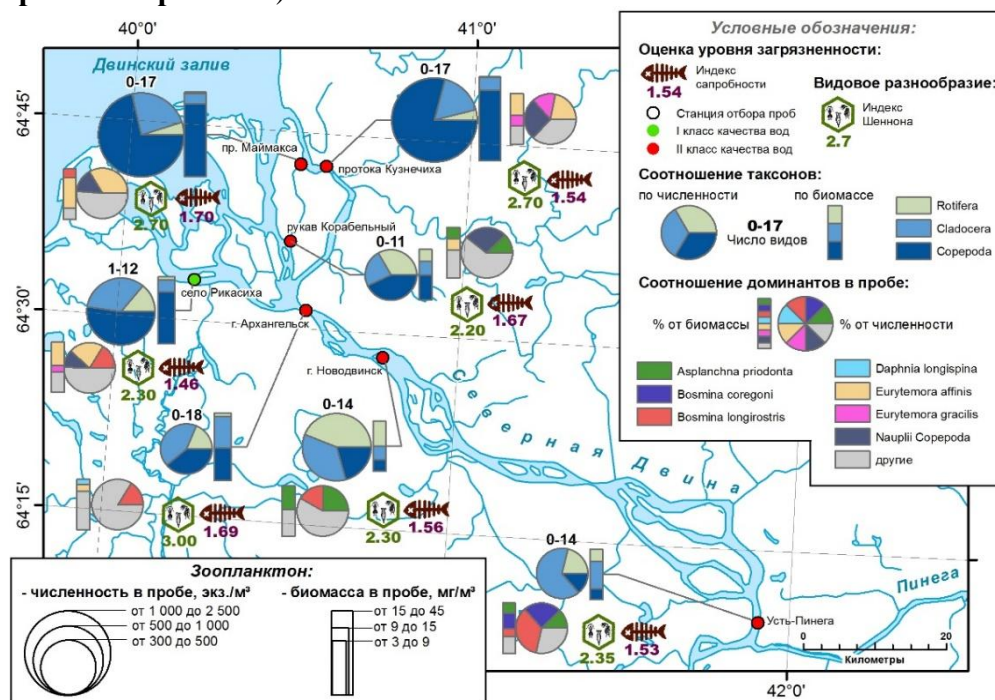 40°0'
41°0'
Двинский залив
0-17
0-17
64°45'
пр. Маймакса
протока Кузнечиха
2.70
1.70
2.70
1.54
рукав Корабельный
0-11
1-12
село Рикасиха
64°30'
г. Архангельск
2.20
1.67
г. Новодвинск
2.30
1.46
0-18
0-14
Северная Двина
64°15'
3.00
1.69
2.30
1.56
0-14
Пинега
Усть-Пинега
2.35
1.53
0
10
20
Километры
42°0'
Условные обозначения:
Оценка уровня загрязненности:
Индекс
сапробности
1.54
Станция отбора проб
I класс качества вод
II класс качества вод
Видовое разнообразие:
Индекс
Шеннона
2.7
Соотношение таксонов:
по численности
по биомассе
0-17
Число видов
Rotifera
Cladocera
Copepoda
Соотношение доминантов в пробе:
% от биомассы
% от численности
Asplanchna priodonta
Bosmina coregoni
Bosmina longirostris
Daphnia longispina
Eurytemora affinis
Eurytemora gracilis
Nauplii Copepoda
другие
Зоопланктон:
- численность в пробе, экз./м³
от 1 000 до 2 500
от 500 до 1 000
от 300 до 500
- биомасса в пробе, мг/м³
от 15 до 45
от 9 до 15
от 3 до 9